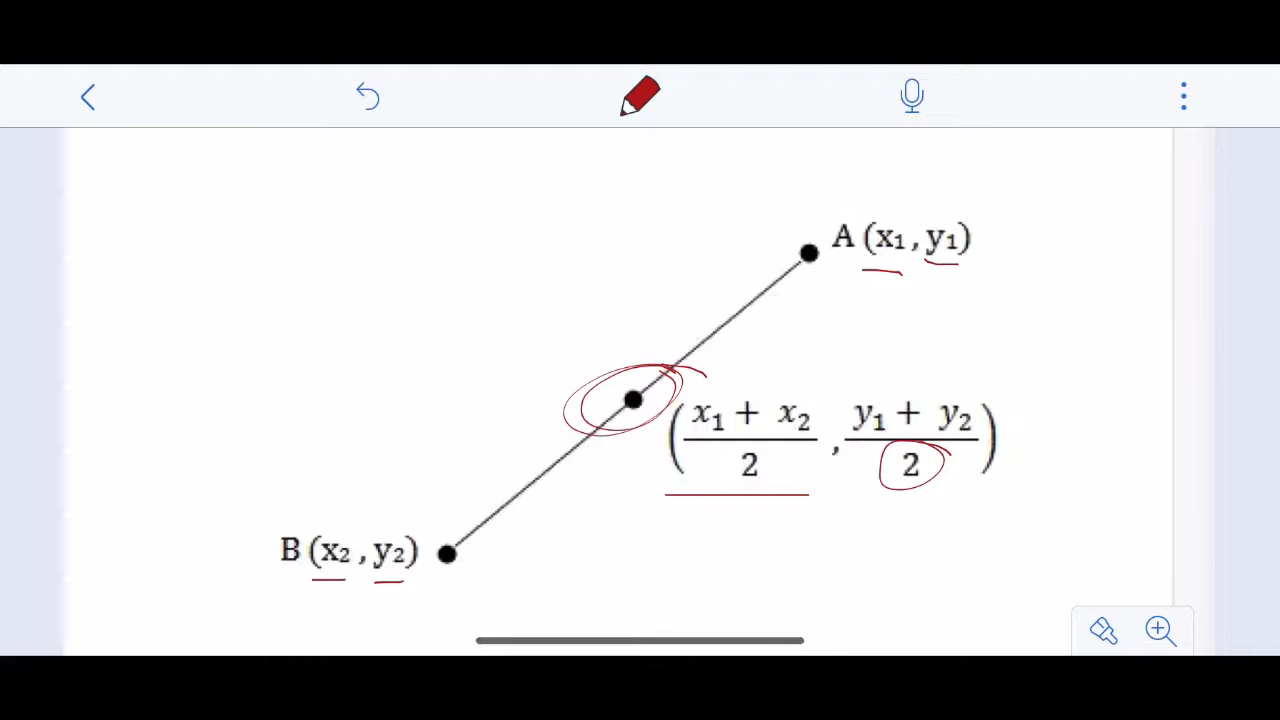 A (x₁ , y₁)
(x₁ + x₂ / 2 , y₁ + y₂ / 2)
B (x₂ , y₂)